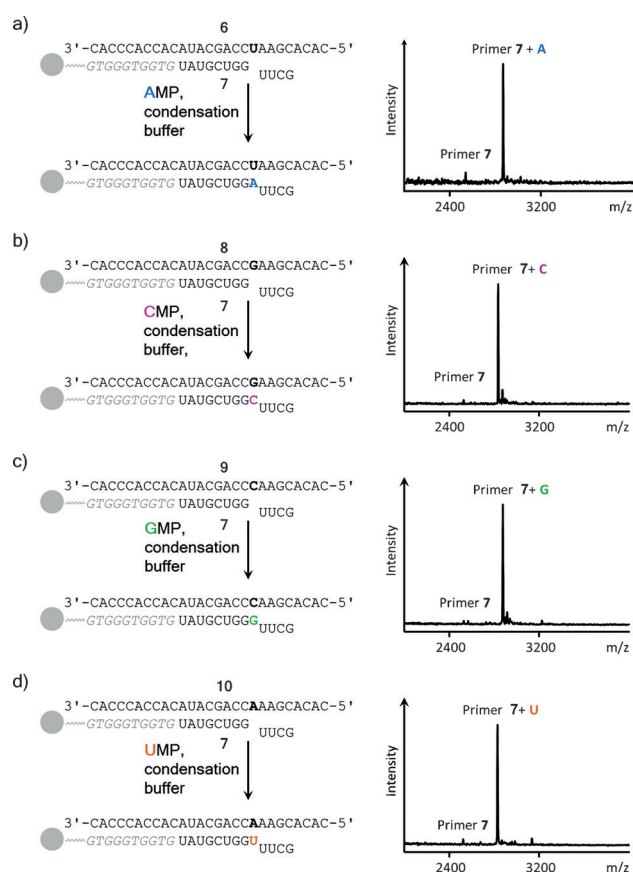 a)
6
3'-CACCCACCACAUACGACCUAAGCACAC-5'
GTGGGTGGTG UAUGCUGG UUCG
7
AMP,
condensation
buffer
3'-CACCCACCACAUACGACCUAAGCACAC-5'
GTGGGTGGTG UAUGCUGGA UUCG
Intensity
Primer 7 + A
Primer 7
2400 3200 m/z
b)
8
3'-CACCCACCACAUACGACCGAAGCACAC-5'
GTGGGTGGTG UAUGCUGG UUCG
7
CMP,
condensation
buffer,
3'-CACCCACCACAUACGACCGAAGCACAC-5'
GTGGGTGGTG UAUGCUGGC UUCG
Intensity
Primer 7+ C
Primer 7
2400 3200 m/z
c)
9
3'-CACCCACCACAUACGACCCAAGCACAC-5'
GTGGGTGGTG UAUGCUGG UUCG
7
GMP,
condensation
buffer
3'-CACCCACCACAUACGACCCAAGCACAC-5'
GTGGGTGGTG UAUGCUGGG UUCG
Intensity
Primer 7+ G
Primer 7
2400 3200 m/z
d)
10
3'-CACCCACCACAUACGACCAAAGCACAC-5'
GTGGGTGGTG UAUGCUGG UUCG
7
UMP,
condensation
buffer
3'-CACCCACCACAUACGACCAAAGCACAC-5'
GTGGGTGGTG UAUGCUGGU UUCG
Intensity
Primer 7+ U
Primer 7
2400 3200 m/z